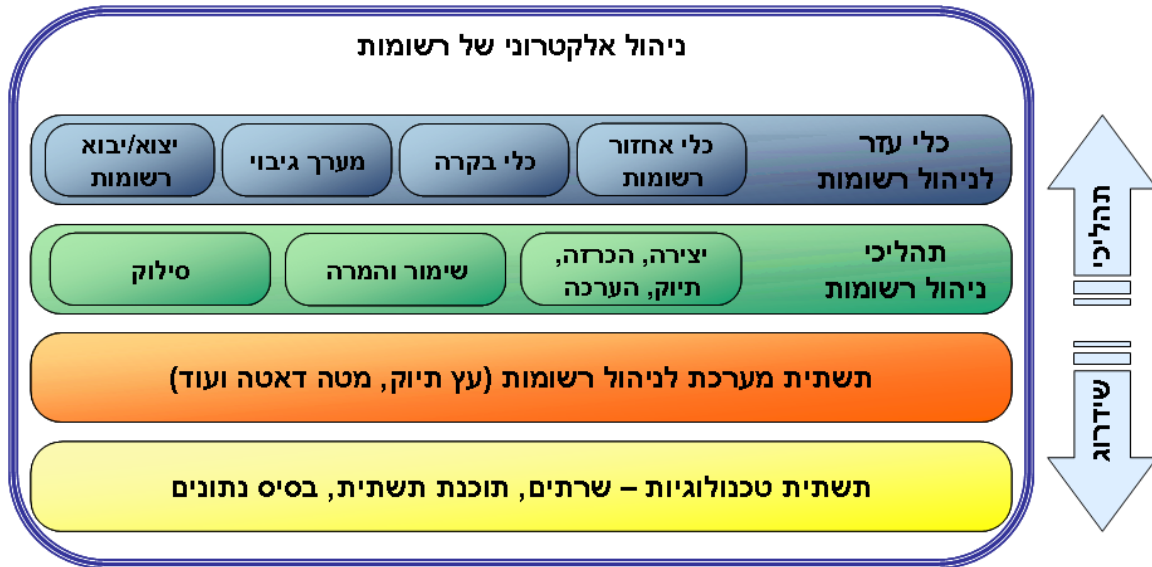 ניהול אלקטרוני של רשומות
כלי עזר
לניהול רשומות
כלי אחזור
רשומות
כלי בקרה
מערך גיבוי
יצוא/יבוא
רשומות
תהליכי
ניהול רשומות
יצירה, הכרזה,
תיוק, הערכה
שימור והמרה
סילוק
תשתית מערכת לניהול רשומות (עץ תיוק, מטה דאטה ועוד)
תשתית טכנולוגיות – שרתים, תוכנת תשתית, בסיס נתונים
תהליכי
שידרוג